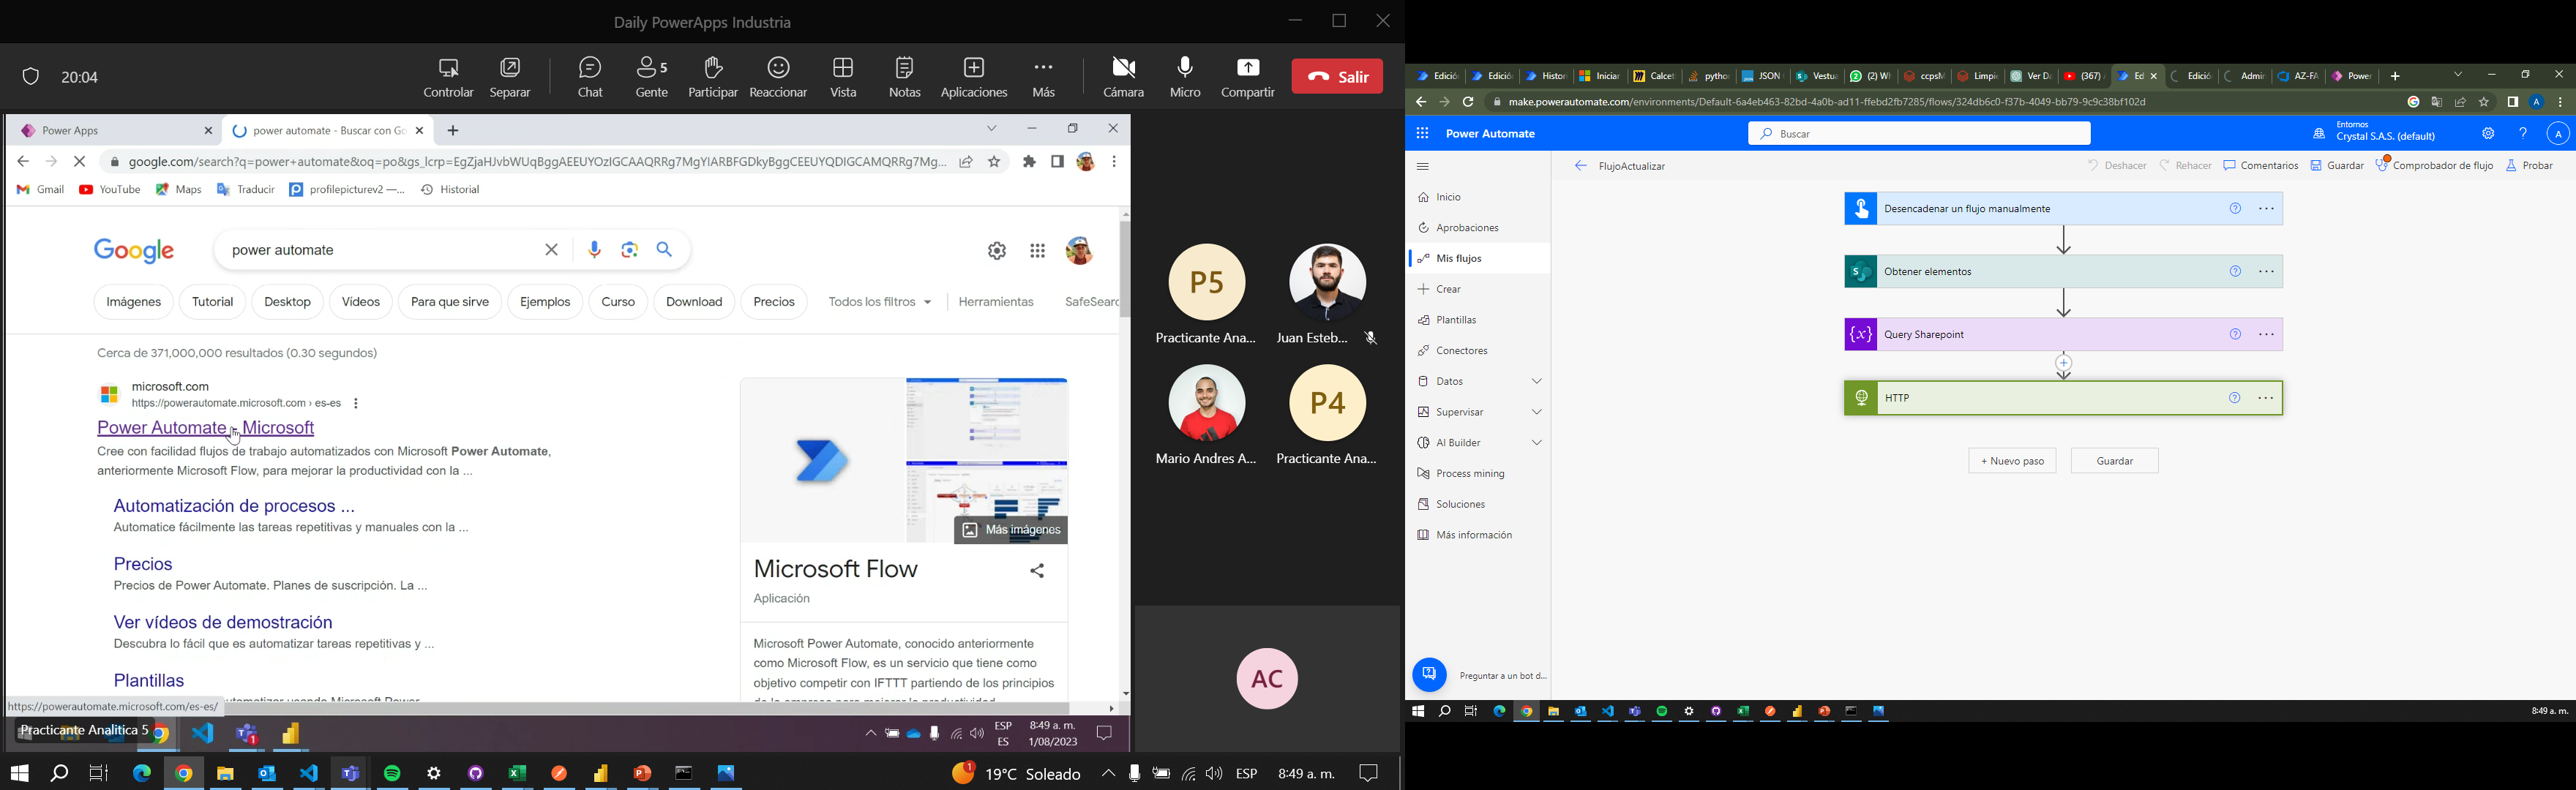 Daily PowerApps Industria
20:04
Controlar
Separar
Chat
Gente
5
Participar
Reaccionar
Vista
Notas
Aplicaciones
Más
Cámara
Micro
Compartir
Salir
Power Apps
power automate - Buscar con Go
google.com/search?q=power+automate&oq=po&gs_lcrp=EgZjaHJvbWUqBggAEEUYOzIGCAAQRRg7MgYIARBFGDkyBggCEEUYQDIGCAMQRRg7Mg...
Gmail
YouTube
Maps
Traducir
profilepicturev2 —...
Historial
Google
power automate
Imágenes
Tutorial
Desktop
Vídeos
Para que sirve
Ejemplos
Curso
Download
Precios
Todos los filtros
Herramientas
SafeSearc
Cerca de 371,000,000 resultados (0.30 segundos)
microsoft.com
https://powerautomate.microsoft.com › es-es
Power Automate - Microsoft
Cree con facilidad flujos de trabajo automatizados con Microsoft Power Automate,
anteriormente Microsoft Flow, para mejorar la productividad con la ...
Automatización de procesos ...
Automatice fácilmente las tareas repetitivas y manuales con la ...
Precios
Precios de Power Automate. Planes de suscripción. La ...
Ver vídeos de demostración
Descubra lo fácil que es automatizar tareas repetitivas y ...
Plantillas
https://powerautomate.microsoft.com/es-es/
Más imágenes
Microsoft Flow
Aplicación
Microsoft Power Automate, conocido anteriormente
como Microsoft Flow, es un servicio que tiene como
objetivo competir con IFTTT partiendo de los principios
Practicante Analitica 5
ESP
ES
8:49 a. m.
1/08/2023
P5
Practicante Ana...
Juan Esteb...
Mario Andres A...
P4
Practicante Ana...
AC
19°C Soleado
ESP
8:49 a. m.
Edició
Edició
Histori
Iniciar
Calcet
pytho
JSON
Vestua
(2) W
ccpsM
Limpie
Ver Da
(367)
Ed
Edició
Admin
AZ-FA
Power
make.powerautomate.com/environments/Default-6a4eb463-82bd-4a0b-ad11-ffebd2fb7285/flows/324db6c0-f37b-4049-bb79-9c9c38bf102d
Power Automate
Buscar
Entornos
Crystal S.A.S. (default)
A
FlujoActualizar
Deshacer
Rehacer
Comentarios
Guardar
Comprobador de flujo
Probar
Inicio
Aprobaciones
Mis flujos
Crear
Plantillas
Conectores
Datos
Supervisar
AI Builder
Process mining
Soluciones
Más información
Preguntar a un bot d...
Desencadenar un flujo manualmente
Obtener elementos
Query Sharepoint
HTTP
+ Nuevo paso
Guardar
8:49 a. m.